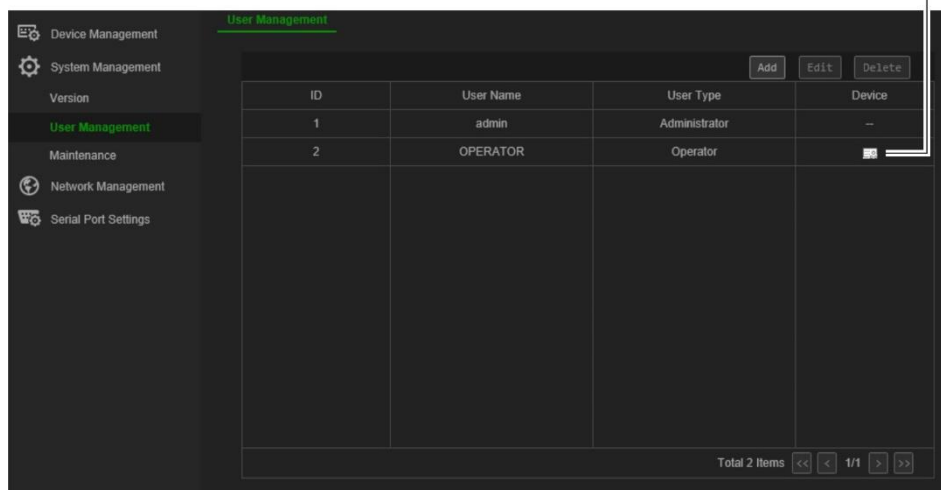 User Management
Device Management
System Management
Version
User Management
Maintenance
Network Management
Serial Port Settings
Add Edit Delete
ID User Name User Type Device
1 admin Administrator --
2 OPERATOR Operator
Total 2 Items << < 1/1 > >>